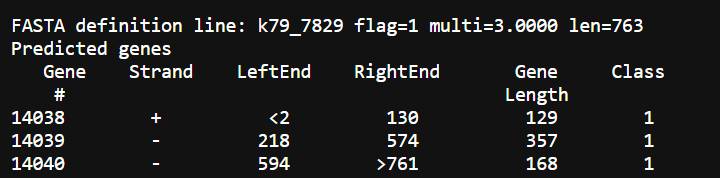 FASTA definition line: k79_7829 flag=1 multi=3.0000 len=763
Predicted genes
Gene Strand LeftEnd RightEnd Gene Class
# Length
14038 + <2 130 129 1
14039 - 218 574 357 1
14040 - 594 >761 168 1